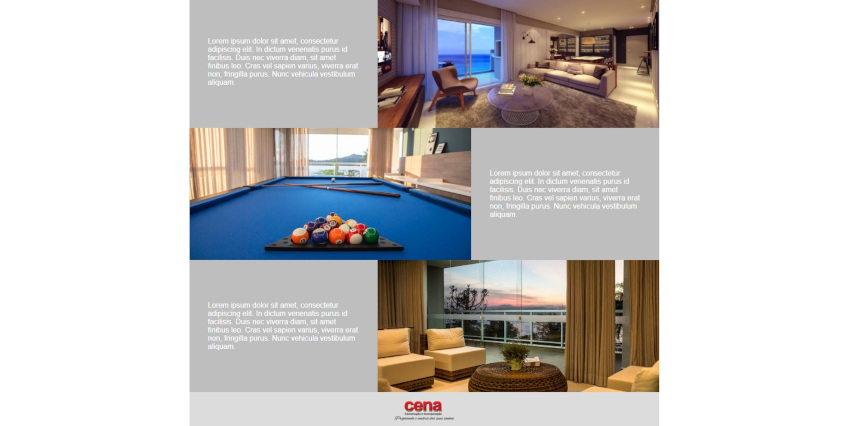 Lorem ipsum dolor sit amet, consectetur
adipiscing elit. In dictum venenatis purus id
facilisis. Duis nec viverra diam, sit amet
finibus leo. Cras vel sapien varius, viverra erat
non, fringilla purus. Nunc vehicula vestibulum
aliquam.
Lorem ipsum dolor sit amet, consectetur
adipiscing elit. In dictum venenatis purus id
facilisis. Duis nec viverra diam, sit amet
finibus leo. Cras vel sapien varius, viverra erat
non, fringilla purus. Nunc vehicula vestibulum
aliquam.
Lorem ipsum dolor sit amet, consectetur
adipiscing elit. In dictum venenatis purus id
facilisis. Duis nec viverra diam, sit amet
finibus leo. Cras vel sapien varius, viverra erat
non, fringilla purus. Nunc vehicula vestibulum
aliquam.
cena